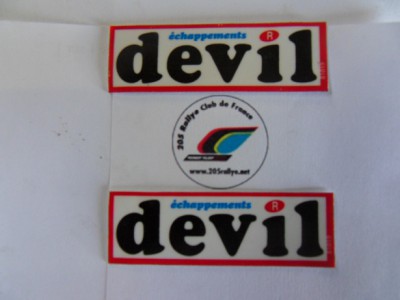 échappements
devil R
205 Rallye Club de France
www.205rallye.net
échappements
devil R